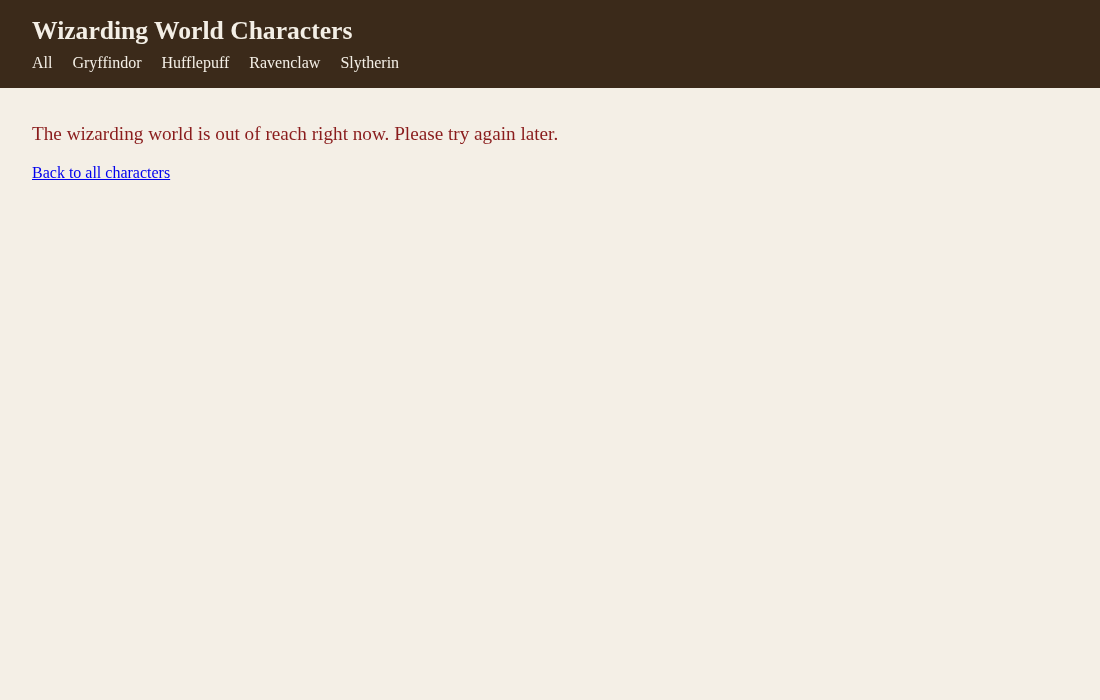 Wizarding World Characters
All Gryffindor Hufflepuff Ravenclaw Slytherin
The wizarding world is out of reach right now. Please try again later.
Back to all characters